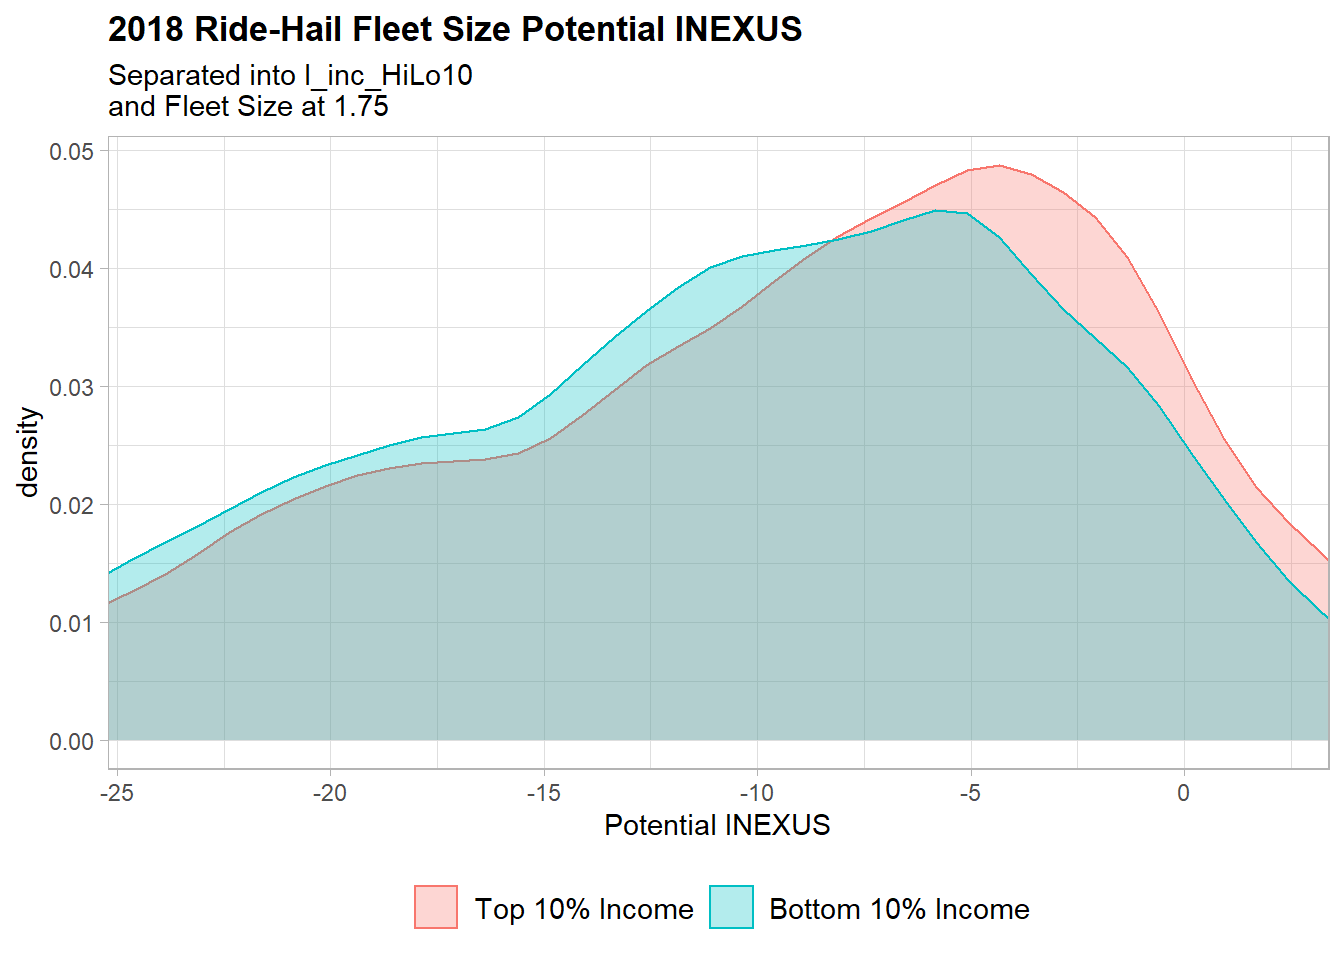 2018 Ride-Hail Fleet Size Potential INEXUS
Separated into I_inc_HiLo10
and Fleet Size at 1.75
0.05
0.04
0.03
0.02
0.01
0.00
density
-25 -20 -15 -10 -5 0
Potential INEXUS
Top 10% Income Bottom 10% Income